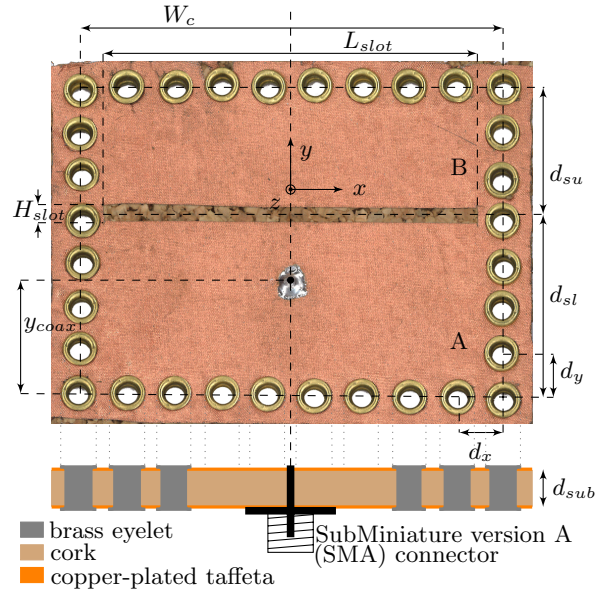 W_c
L_slot
y
B
d_su
x
z
H_slot
d_sl
y_coax
A
d_y
d_x
d_sub
brass eyelet
SubMiniature version A
cork
(SMA) connector
copper-plated taffeta